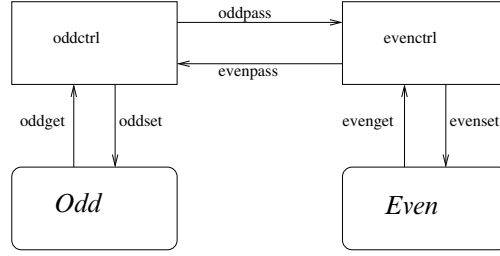 oddpass
oddctrl
evenctrl
evenpass
oddget
oddset
evenget
evenset
Odd
Even